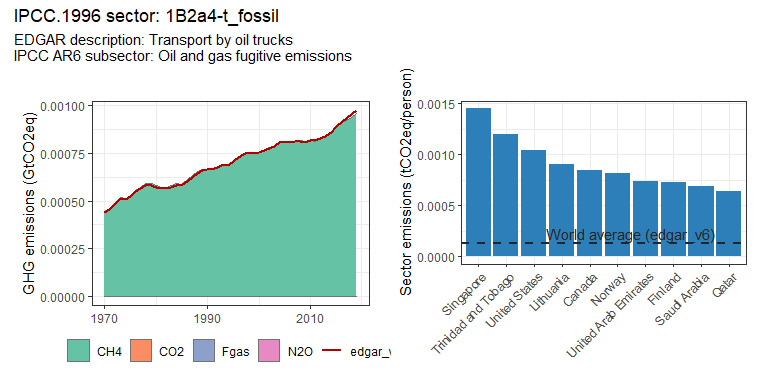 IPCC.1996 sector: 1B2a4-t_fossil
EDGAR description: Transport by oil trucks
IPCC AR6 subsector: Oil and gas fugitive emissions
GHG emissions (GtCO2eq)
0.00100
0.00075
0.00050
0.00025
0.00000
1970
1990
2010
CH4
CO2
Fgas
N2O
edgar_v
Sector emissions (tCO2eq/person)
0.0015
0.0010
0.0005
0.0000
World average (edgar_v6)
Singapore
Trinidad and Tobago
United States
Lithuania
Canada
Norway
United Arab Emirates
Finland
Saudi Arabia
Qatar